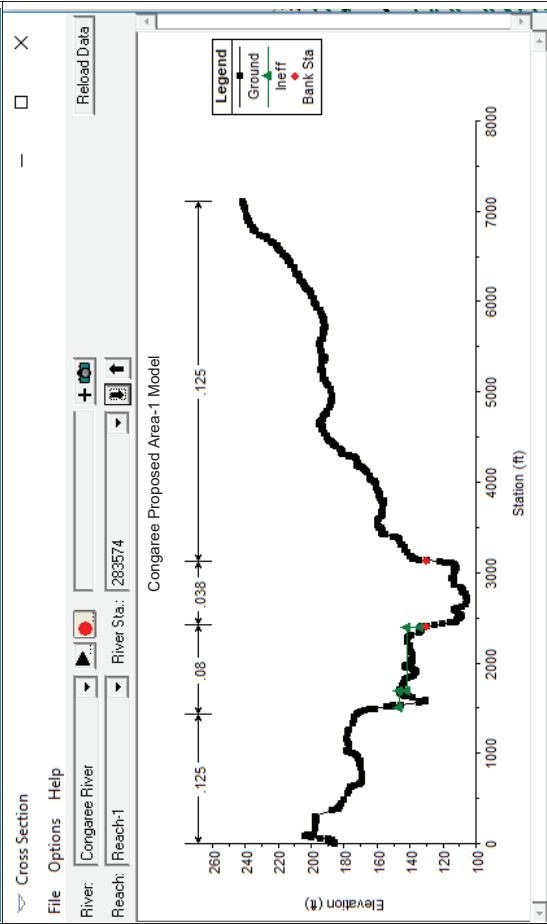 Cross Section
File Options Help
River: Congaree River
Reload Data
Reach: Reach-1 River Sta.: 283574
Congaree Proposed Area-1 Model
.125 .08 .038 .125
Legend
Ground
Ineff
Bank Sta
260
240
220
200
180
160
140
120
100
Elevation (ft)
0 1000 2000 3000 4000 5000 6000 7000 8000
Station (ft)